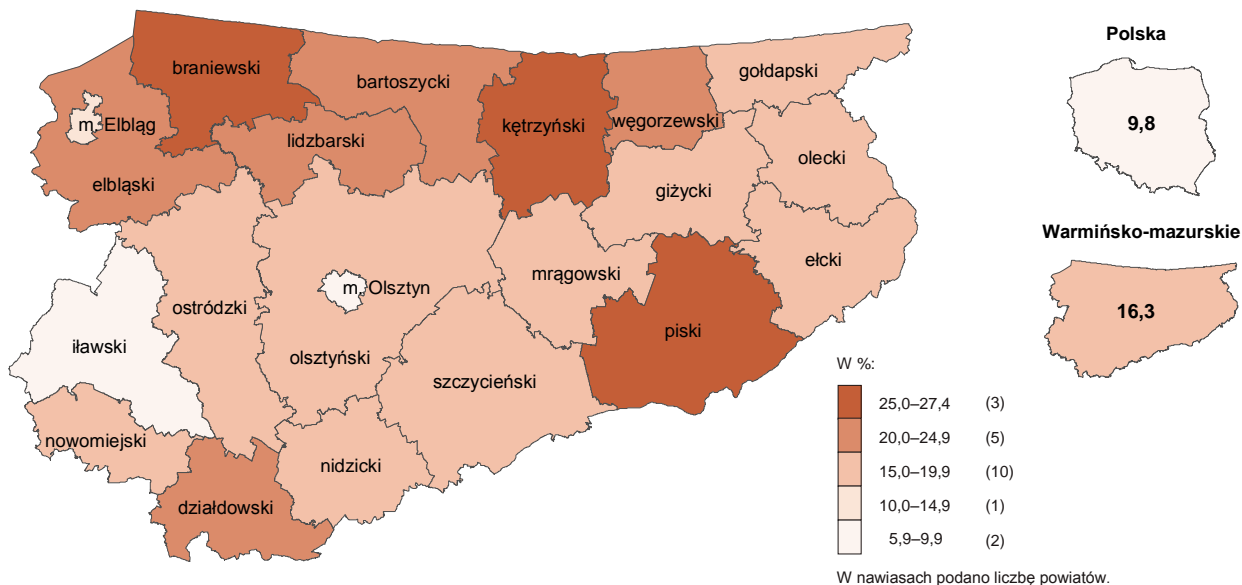 braniewski
bartoszycki
gołdapski
m. Elbląg
kętrzyński
węgorzewski
lidzbarski
olecki
elbląski
giżycki
ełcki
mrągowski
m. Olsztyn
ostródzki
piski
iławski
olsztyński
szczycieński
nowomiejski
nidzicki
działdowski
Polska
9,8
Warmińsko-mazurskie
16,3
W %:
25,0–27,4 (3)
20,0–24,9 (5)
15,0–19,9 (10)
10,0–14,9 (1)
5,9–9,9 (2)
W nawiasach podano liczbę powiatów.